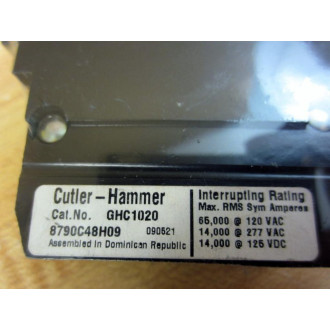 Cutler-Hammer
Cat.No. GHC1020
8790C48H09 090521
Assembled in Dominican Republic
Interrupting Rating
Max. RMS Sym Amperes
65,000 @ 120 VAC
14,000 @ 277 VAC
14,000 @ 125 VDC